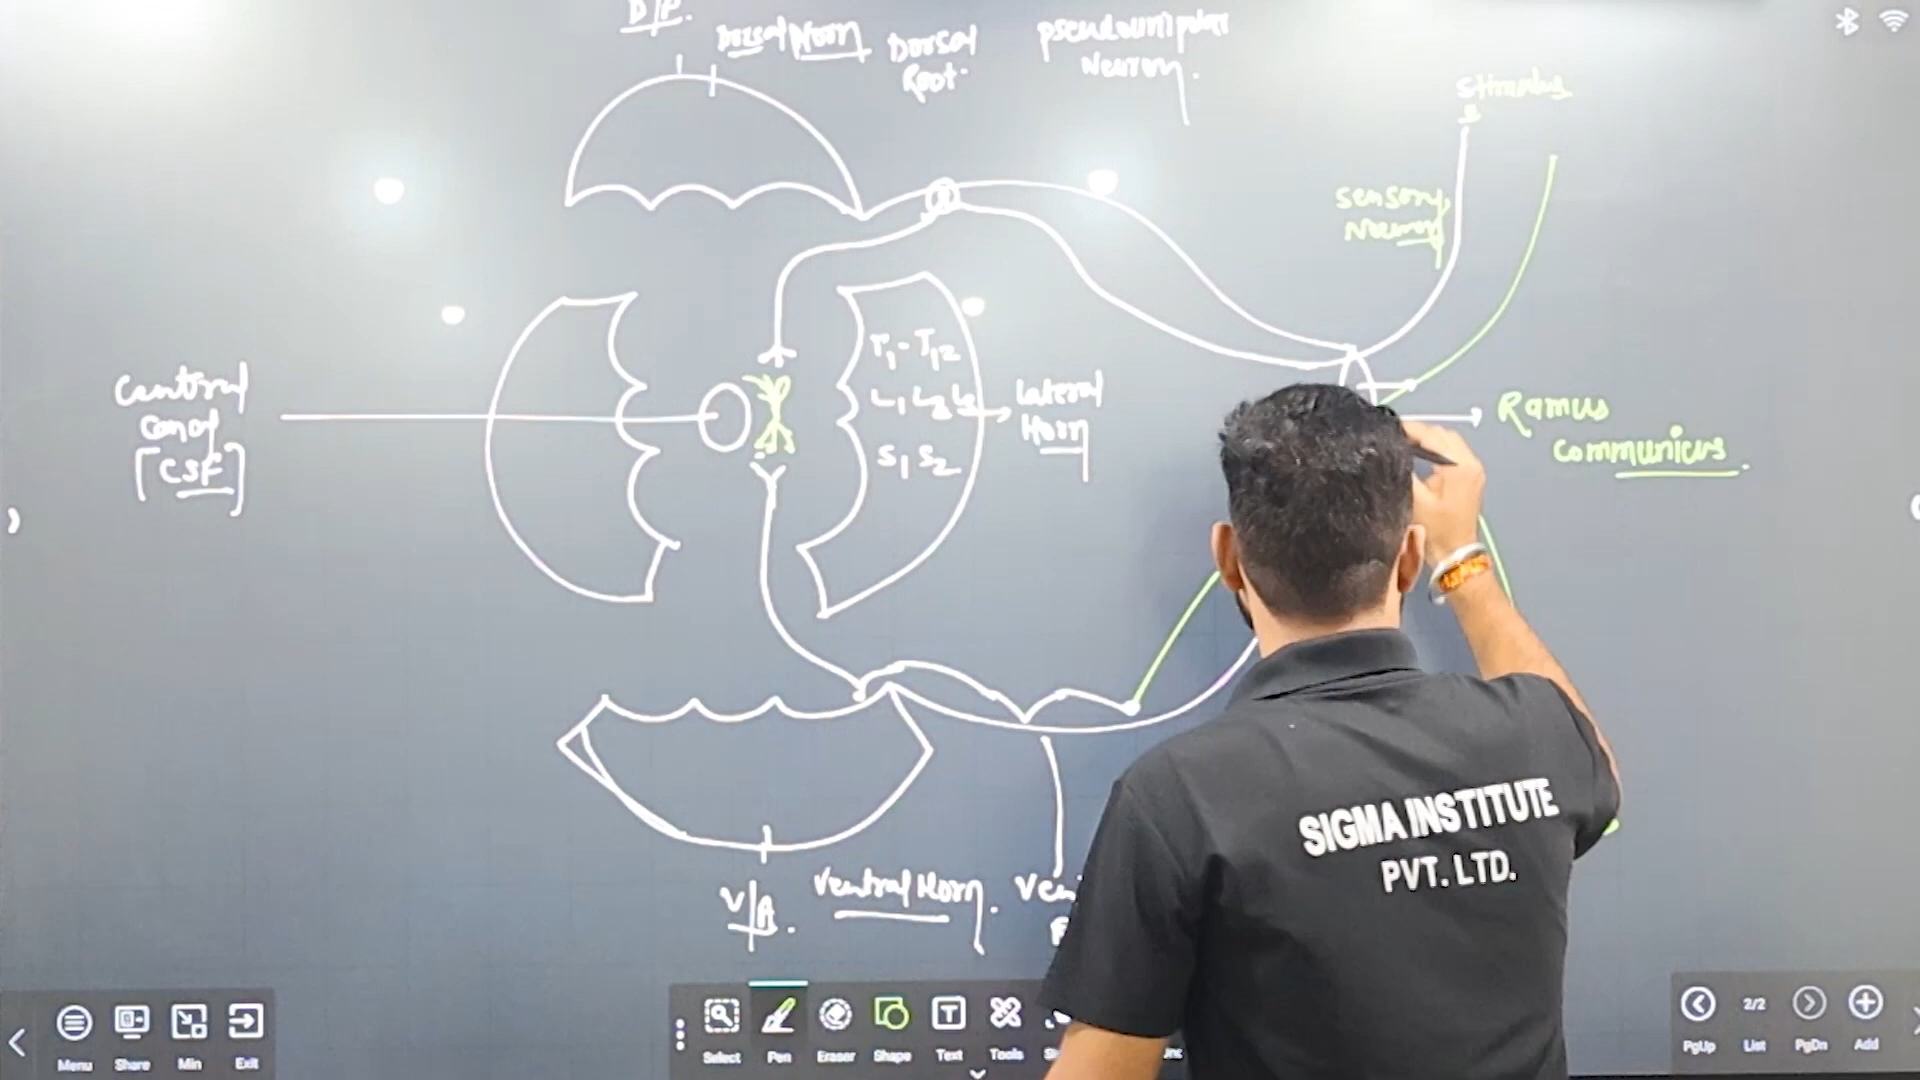 D/P.
Dorsal Horn
Dorsal
Root.
pseudounipolar
Neuron.
Stimulus
Sensory
Neuron
T1-T12
L1 L2 L3
S1 S2
lateral
Horn
Central
Canal
[CSF]
Ramus
Communicus.
V/A.
Ventral Horn.
SIGMA INSTITUTE
PVT. LTD.
Menu
Share
Min
Exit
Select
Pen
Eraser
Shape
Text
Tools
PgUp
2/2
List
PgDn
Add